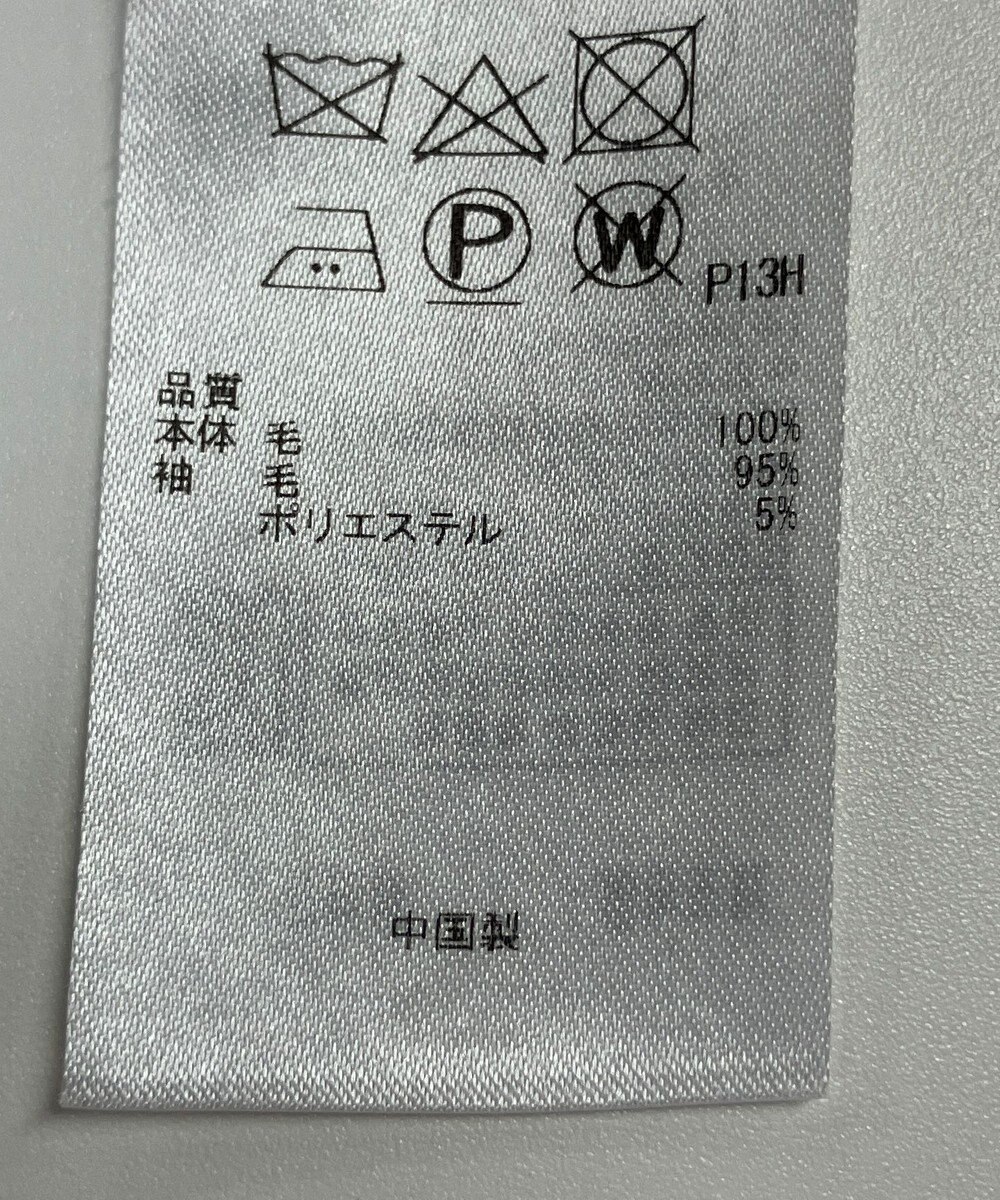 P W P13H
品質
本体 毛 100%
袖 毛 95%
ポリエステル 5%
中国製